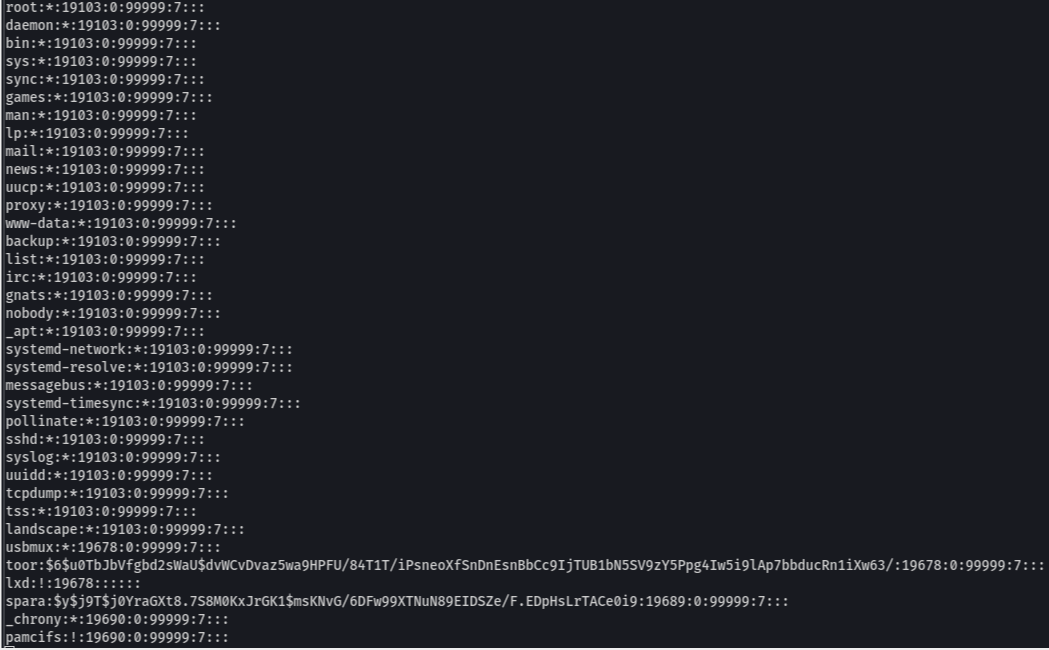 root:*:19103:0:99999:7:::
daemon:*:19103:0:99999:7:::
bin:*:19103:0:99999:7:::
sys:*:19103:0:99999:7:::
sync:*:19103:0:99999:7:::
games:*:19103:0:99999:7:::
man:*:19103:0:99999:7:::
lp:*:19103:0:99999:7:::
mail:*:19103:0:99999:7:::
news:*:19103:0:99999:7:::
uucp:*:19103:0:99999:7:::
proxy:*:19103:0:99999:7:::
www-data:*:19103:0:99999:7:::
backup:*:19103:0:99999:7:::
list:*:19103:0:99999:7:::
irc:*:19103:0:99999:7:::
gnats:*:19103:0:99999:7:::
nobody:*:19103:0:99999:7:::
_apt:*:19103:0:99999:7:::
systemd-network:*:19103:0:99999:7:::
systemd-resolve:*:19103:0:99999:7:::
messagebus:*:19103:0:99999:7:::
systemd-timesync:*:19103:0:99999:7:::
pollinate:*:19103:0:99999:7:::
sshd:*:19103:0:99999:7:::
syslog:*:19103:0:99999:7:::
uuidd:*:19103:0:99999:7:::
tcpdump:*:19103:0:99999:7:::
tss:*:19103:0:99999:7:::
landscape:*:19103:0:99999:7:::
usbmux:*:19678:0:99999:7:::
toor:$6$u0TbJbVfgbd2sWaU$dvWCvDvaz5wa9HPFU/84T1T/iPsneoXfSnDnEsnBbCc9IjTUB1bN5SV9zY5Ppg4Iw5i9lAp7bbducRn1iXw63/:19678:0:99999:7:::
lxd:!:19678::::::
spara:$y$j9T$j0YraGXt8.7S8M0KxJrGK1$msKNvG/6DFw99XTNuN89EIDSZe/F.EDpHsLrTACe0i9:19689:0:99999:7:::
_chrony:*:19690:0:99999:7:::
pamcifs:!:19690:0:99999:7:::